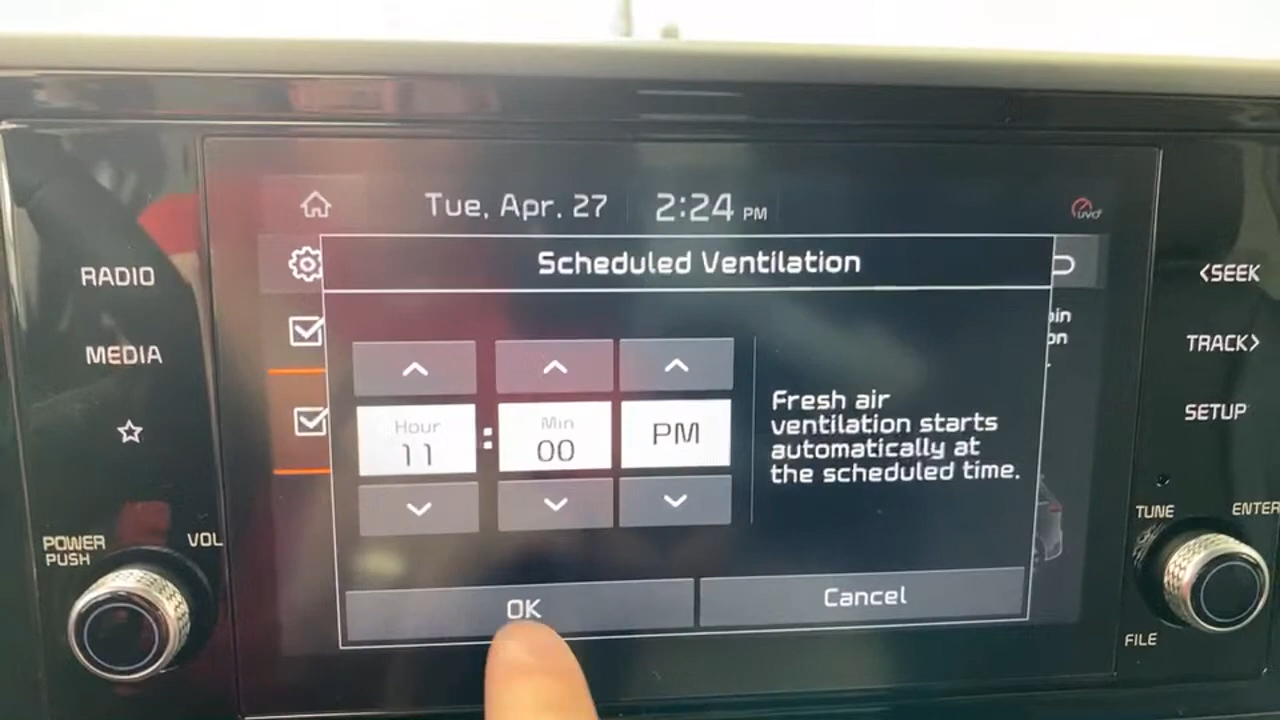 Tue, Apr. 27 2:24 PM
UVO
Scheduled Ventilation
RADIO
MEDIA
<SEEK
TRACK>
SETUP
Hour
11
:
Min
00
PM
Fresh air
ventilation starts
automatically at
the scheduled time.
POWER
PUSH
VOL
TUNE
ENTER
FILE
OK
Cancel